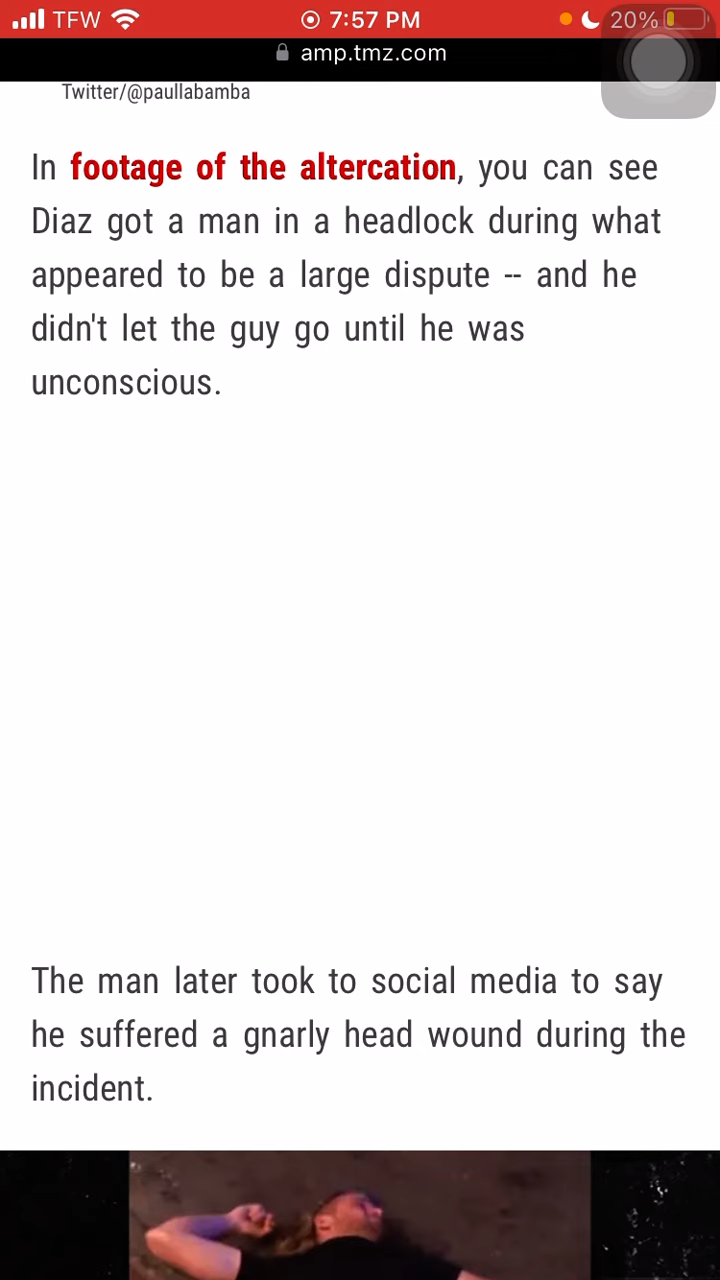 TFW 7:57 PM 20%
amp.tmz.com
Twitter/@paullabamba
In footage of the altercation, you can see
Diaz got a man in a headlock during what
appeared to be a large dispute -- and he
didn't let the guy go until he was
unconscious.
The man later took to social media to say
he suffered a gnarly head wound during the
incident.